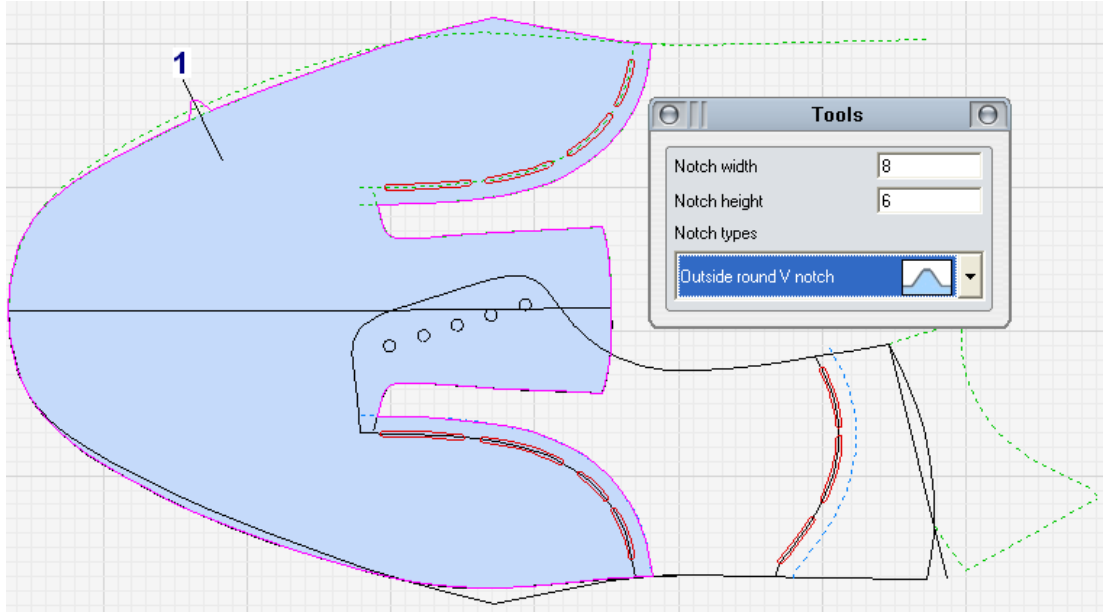 1
Tools
Notch width 8
Notch height 6
Notch types
Outside round V notch